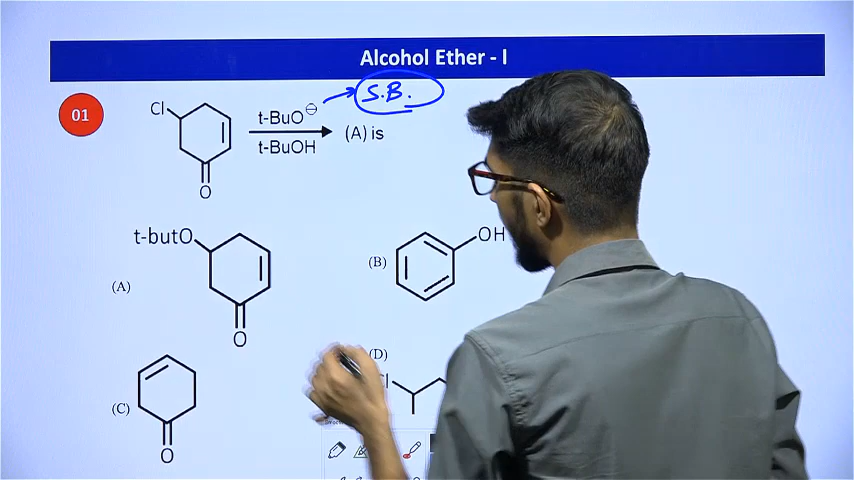 Alcohol Ether - I
01
Cl
t-BuO⊖
S.B.
t-BuOH
(A) is
O
t-butO
OH
(A)
(B)
O
(D)
(C)
O